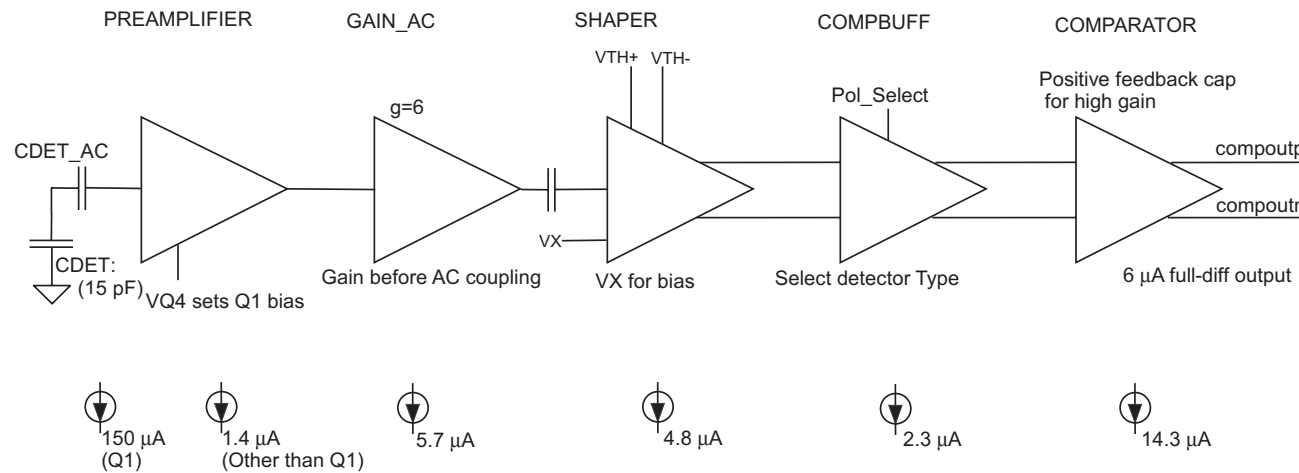 PREAMPLIFIER
GAIN_AC
SHAPER
COMPBUFF
COMPARATOR
VTH+
VTH-
Positive feedback cap
for high gain
g=6
Pol_Select
CDET_AC
compoutp
compoutn
VX
CDET:
(15 pF)
VQ4 sets Q1 bias
Gain before AC coupling
VX for bias
Select detector Type
6 μA full-diff output
150 μA
(Q1)
1.4 μA
(Other than Q1)
5.7 μA
4.8 μA
2.3 μA
14.3 μA